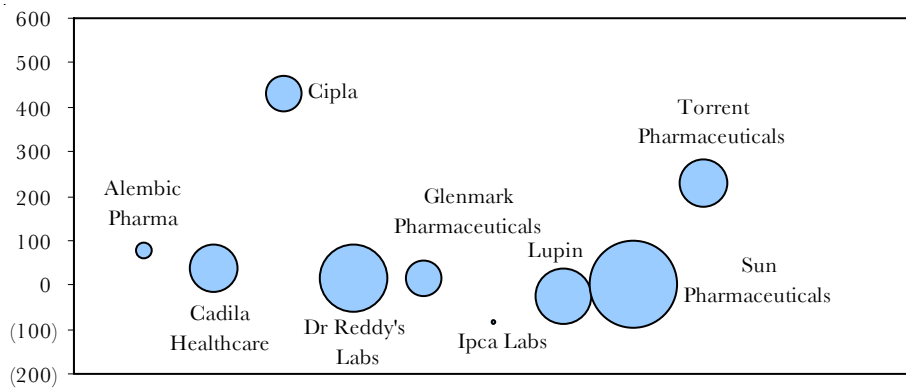 600
500
400
300
200
100
0
(100)
(200)
Cipla
Torrent
Pharmaceuticals
Alembic
Pharma
Glenmark
Pharmaceuticals
Lupin
Sun
Pharmaceuticals
Cadila
Healthcare
Dr Reddy's
Labs
Ipca Labs